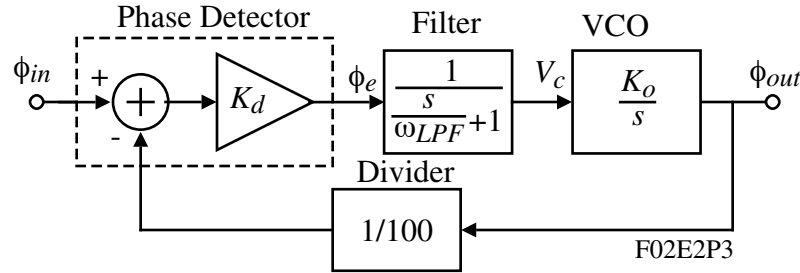 Phase Detector
Filter
VCO
ϕin
+
+
-
Kd
ϕe
1
s
ωLPF
+1
Vc
Ko
s
ϕout
Divider
1/100
F02E2P3